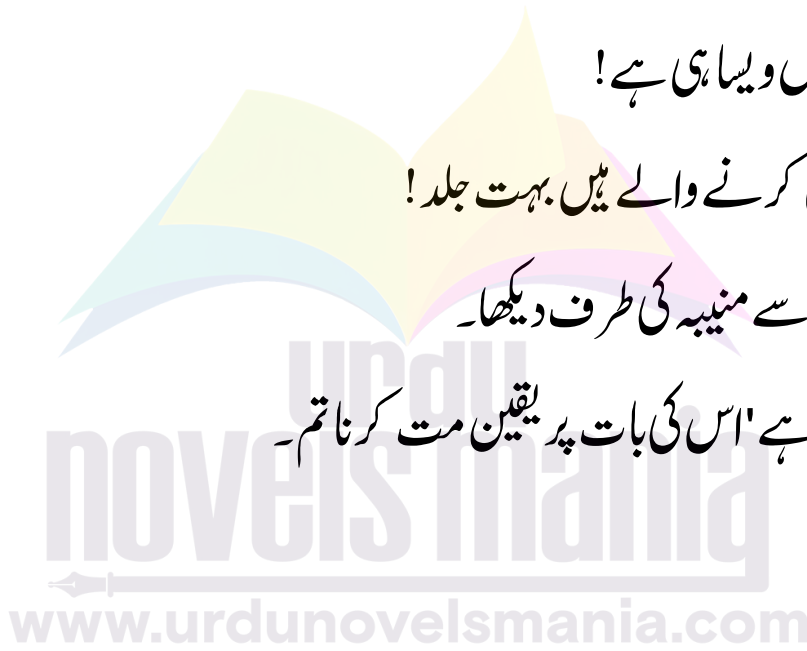 ویسا ہی ہے!
کرنے والے ہیں بہت جلد!
سے منیبہ کی طرف دیکھا۔
ہے'اس کی بات پر یقین مت کرنا تم۔
urdu
novels mania
www.urdunovelsmania.com